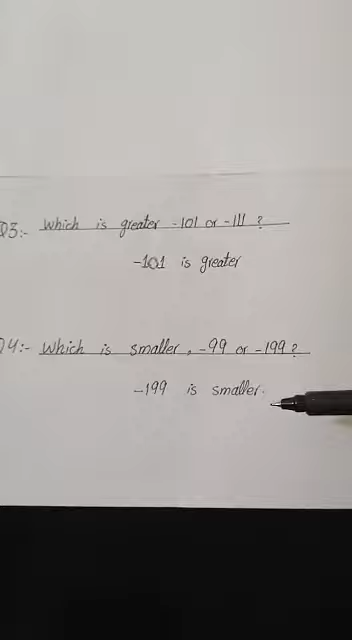 Q3:- Which is greater -101 or -111 ?
-101 is greater
Q4:- Which is smaller, -99 or -199 ?
-199 is smaller.